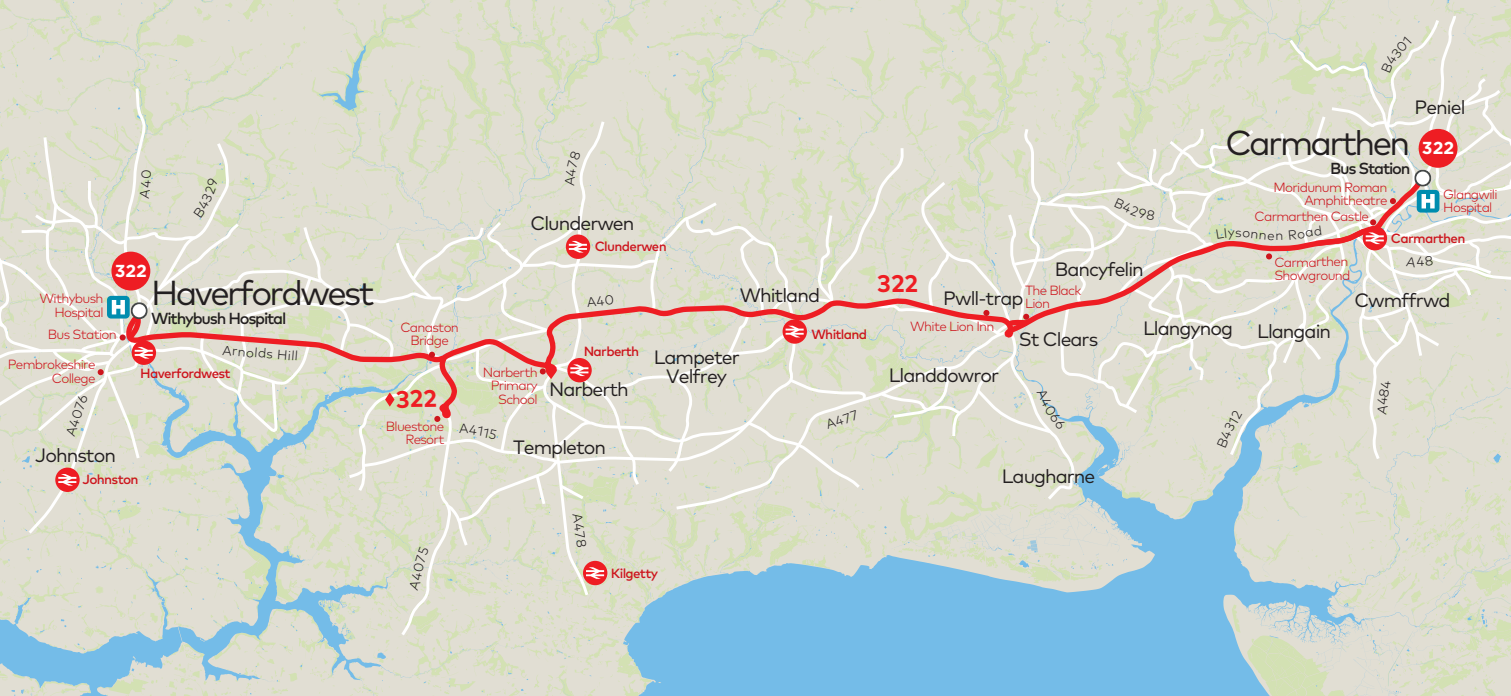 B4301
Peniel
Carmarthen
322
Bus Station
Moridunum Roman
Amphitheatre
H
Glangwili
Hospital
Carmarthen Castle
Carmarthen
Llysonnen Road
Carmarthen
Showground
A48
Cwmffrwd
B4298
A40
B4329
A478
Clunderwen
Clunderwen
322
Withybush
Hospital
H
Haverfordwest
Withybush Hospital
Bus Station
Arnolds Hill
Pembrokeshire
College
Haverfordwest
A4076
Johnston
Johnston
Canaston
Bridge
322
Bluestone
Resort
A4115
A40
Narberth
Narberth
Primary
School
Narberth
Templeton
Lampeter
Velfrey
Whitland
Whitland
322
Pwll-trap
White Lion Inn
The Black
Lion
St Clears
Bancyfelin
Llangynog
Llangain
Llanddowror
A477
A4066
Laugharne
B4312
A484
A4075
A478
Kilgetty